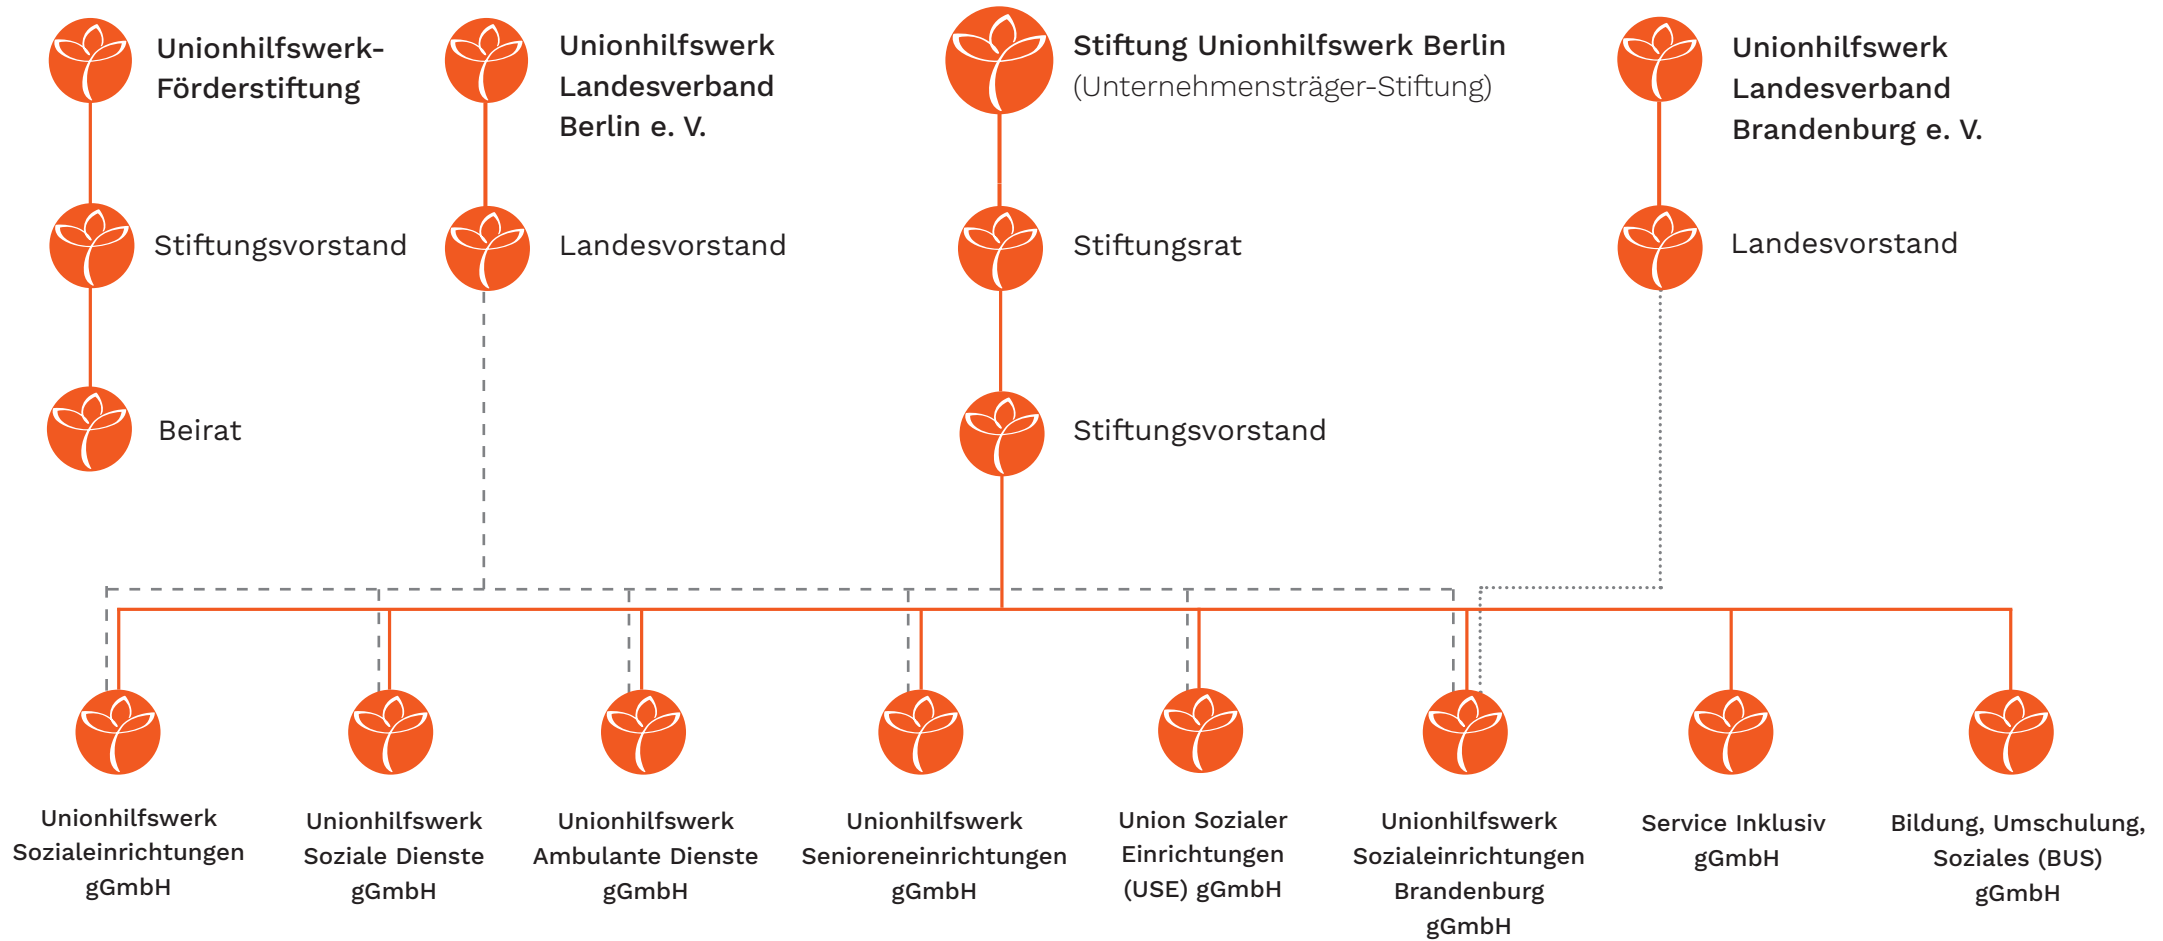 Unionhilfswerk-
Förderstiftung
Unionhilfswerk
Landesverband
Berlin e. V.
Stiftung Unionhilfswerk Berlin
(Unternehmensträger-Stiftung)
Unionhilfswerk
Landesverband
Brandenburg e. V.
Stiftungsvorstand
Landesvorstand
Stiftungsrat
Landesvorstand
Beirat
Stiftungsvorstand
Unionhilfswerk
Sozialeinrichtungen
gGmbH
Unionhilfswerk
Soziale Dienste
gGmbH
Unionhilfswerk
Ambulante Dienste
gGmbH
Unionhilfswerk
Senioreneinrichtungen
gGmbH
Union Sozialer
Einrichtungen
(USE) gGmbH
Unionhilfswerk
Sozialeinrichtungen
Brandenburg
gGmbH
Service Inklusiv
gGmbH
Bildung, Umschulung,
Soziales (BUS)
gGmbH